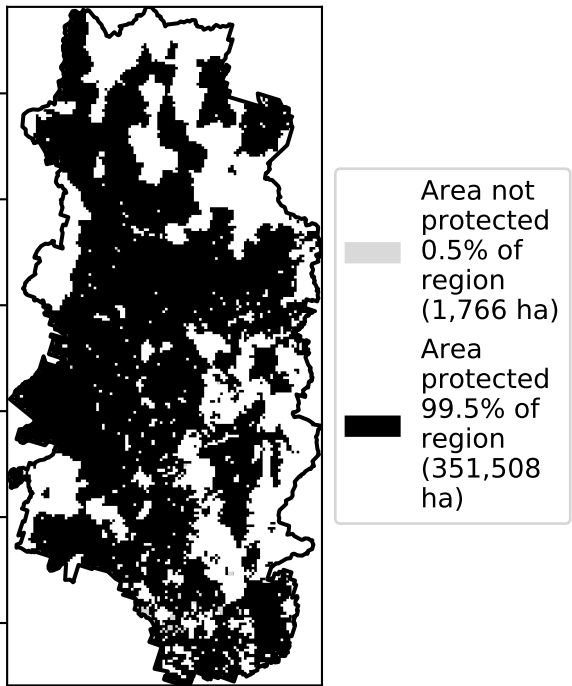 Area not
protected
0.5% of
region
(1,766 ha)
Area
protected
99.5% of
region
(351,508
ha)